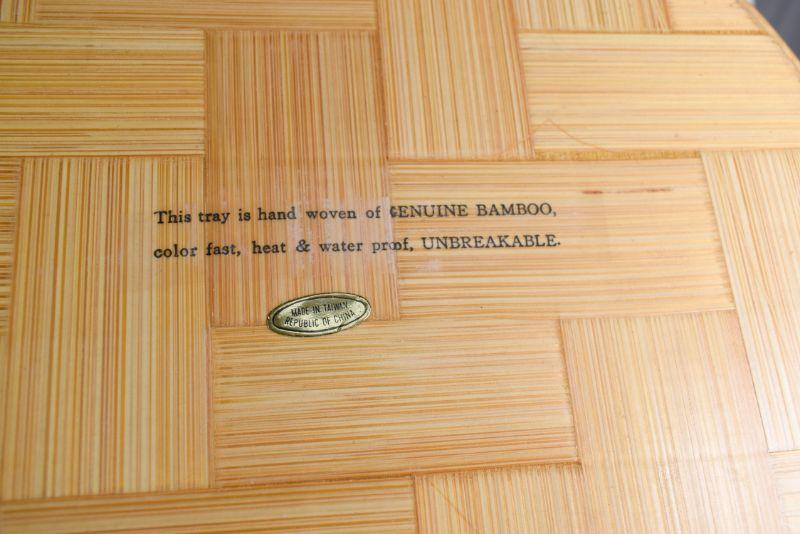 This tray is hand woven of GENUINE BAMBOO,
color fast, heat & water proof, UNBREAKABLE.
MADE IN TAIWAN
REPUBLIC OF CHINA